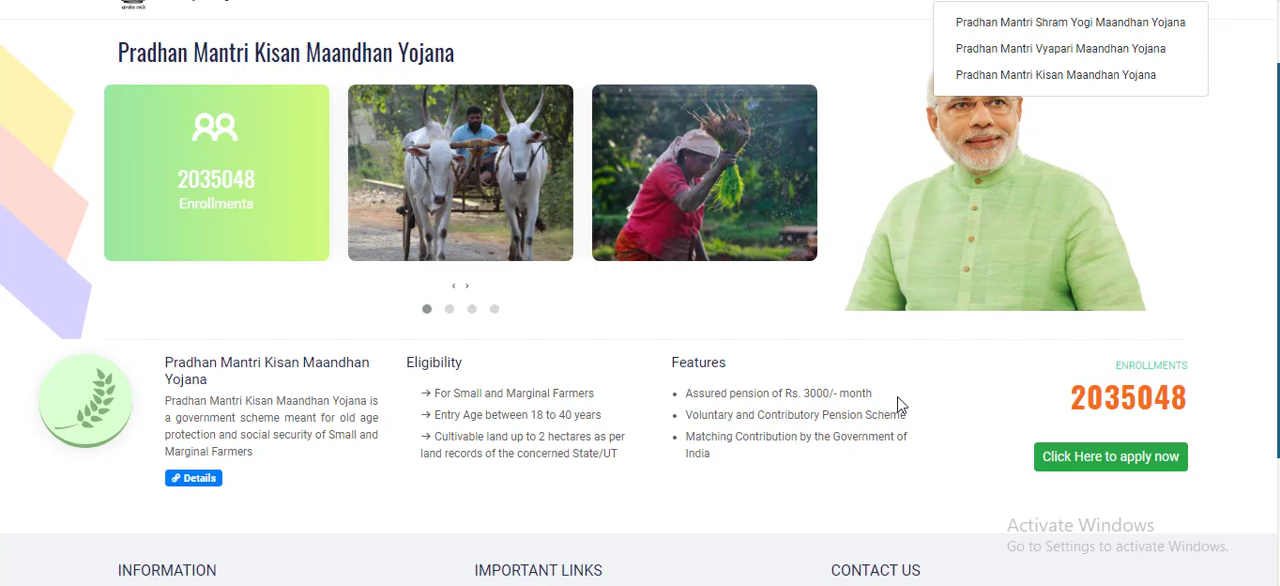 Pradhan Mantri Shram Yogi Maandhan Yojana
Pradhan Mantri Vyapari Maandhan Yojana
Pradhan Mantri Kisan Maandhan Yojana
Pradhan Mantri Kisan Maandhan Yojana
2035048
Enrollments
‹ ›
Pradhan Mantri Kisan Maandhan
Yojana
Pradhan Mantri Kisan Maandhan Yojana is
a government scheme meant for old age
protection and social security of Small and
Marginal Farmers
Details
Eligibility
→ For Small and Marginal Farmers
→ Entry Age between 18 to 40 years
→ Cultivable land up to 2 hectares as per
land records of the concerned State/UT
Features
• Assured pension of Rs. 3000/- month
• Voluntary and Contributory Pension Scheme
• Matching Contribution by the Government of
India
ENROLLMENTS
2035048
Click Here to apply now
Activate Windows
Go to Settings to activate Windows.
INFORMATION
IMPORTANT LINKS
CONTACT US